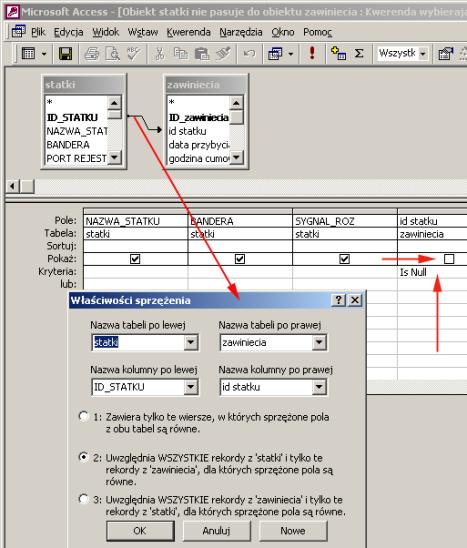 Microsoft Access - [Obiekt statki nie pasuje do obiektu zawiniecia : Kwerenda wybieraj
Plik Edycja Widok Wstaw Kwerenda Narzędzia Okno Pomoc
Wszystk
statki
*
ID_STATKU
NAZWA_STAT
BANDERA
PORT REJEST
zawiniecia
*
ID_zawiniecia
id statku
data przybyci
godzina cumo
Pole: NAZWA_STATKU BANDERA SYGNAL_ROZ id statku
Tabela: statki statki statki zawiniecia
Sortuj:
Pokaż:
Kryteria: Is Null
lub:
Właściwości sprzężenia
Nazwa tabeli po lewej Nazwa tabeli po prawej
statki zawiniecia
Nazwa kolumny po lewej Nazwa kolumny po prawej
ID_STATKU id statku
1: Zawiera tylko te wiersze, w których sprzężone pola
z obu tabel są równe.
2: Uwzględnia WSZYSTKIE rekordy z 'statki' i tylko te
rekordy z 'zawiniecia', dla których sprzężone pola są
równe.
3: Uwzględnia WSZYSTKIE rekordy z 'zawiniecia' i tylko te
rekordy z 'statki', dla których sprzężone pola są równe.
OK Anuluj Nowe